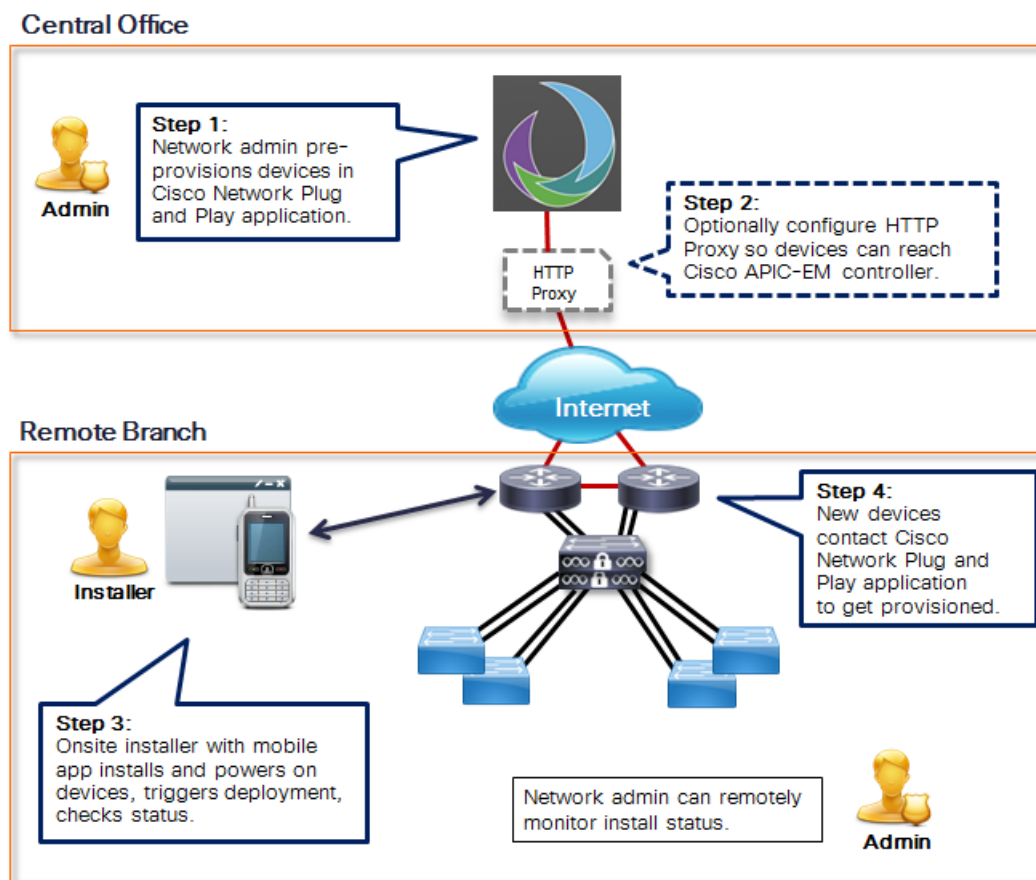 Central Office
Step 1:
Network admin pre-
provisions devices in
Cisco Network Plug
and Play application.
Admin
Step 2:
Optionally configure HTTP
Proxy so devices can reach
Cisco APIC-EM controller.
HTTP
Proxy
Internet
Remote Branch
Installer
Step 4:
New devices
contact Cisco
Network Plug and
Play application
to get provisioned.
Step 3:
Onsite installer with mobile
app installs and powers on
devices, triggers deployment,
checks status.
Network admin can remotely
monitor install status.
Admin